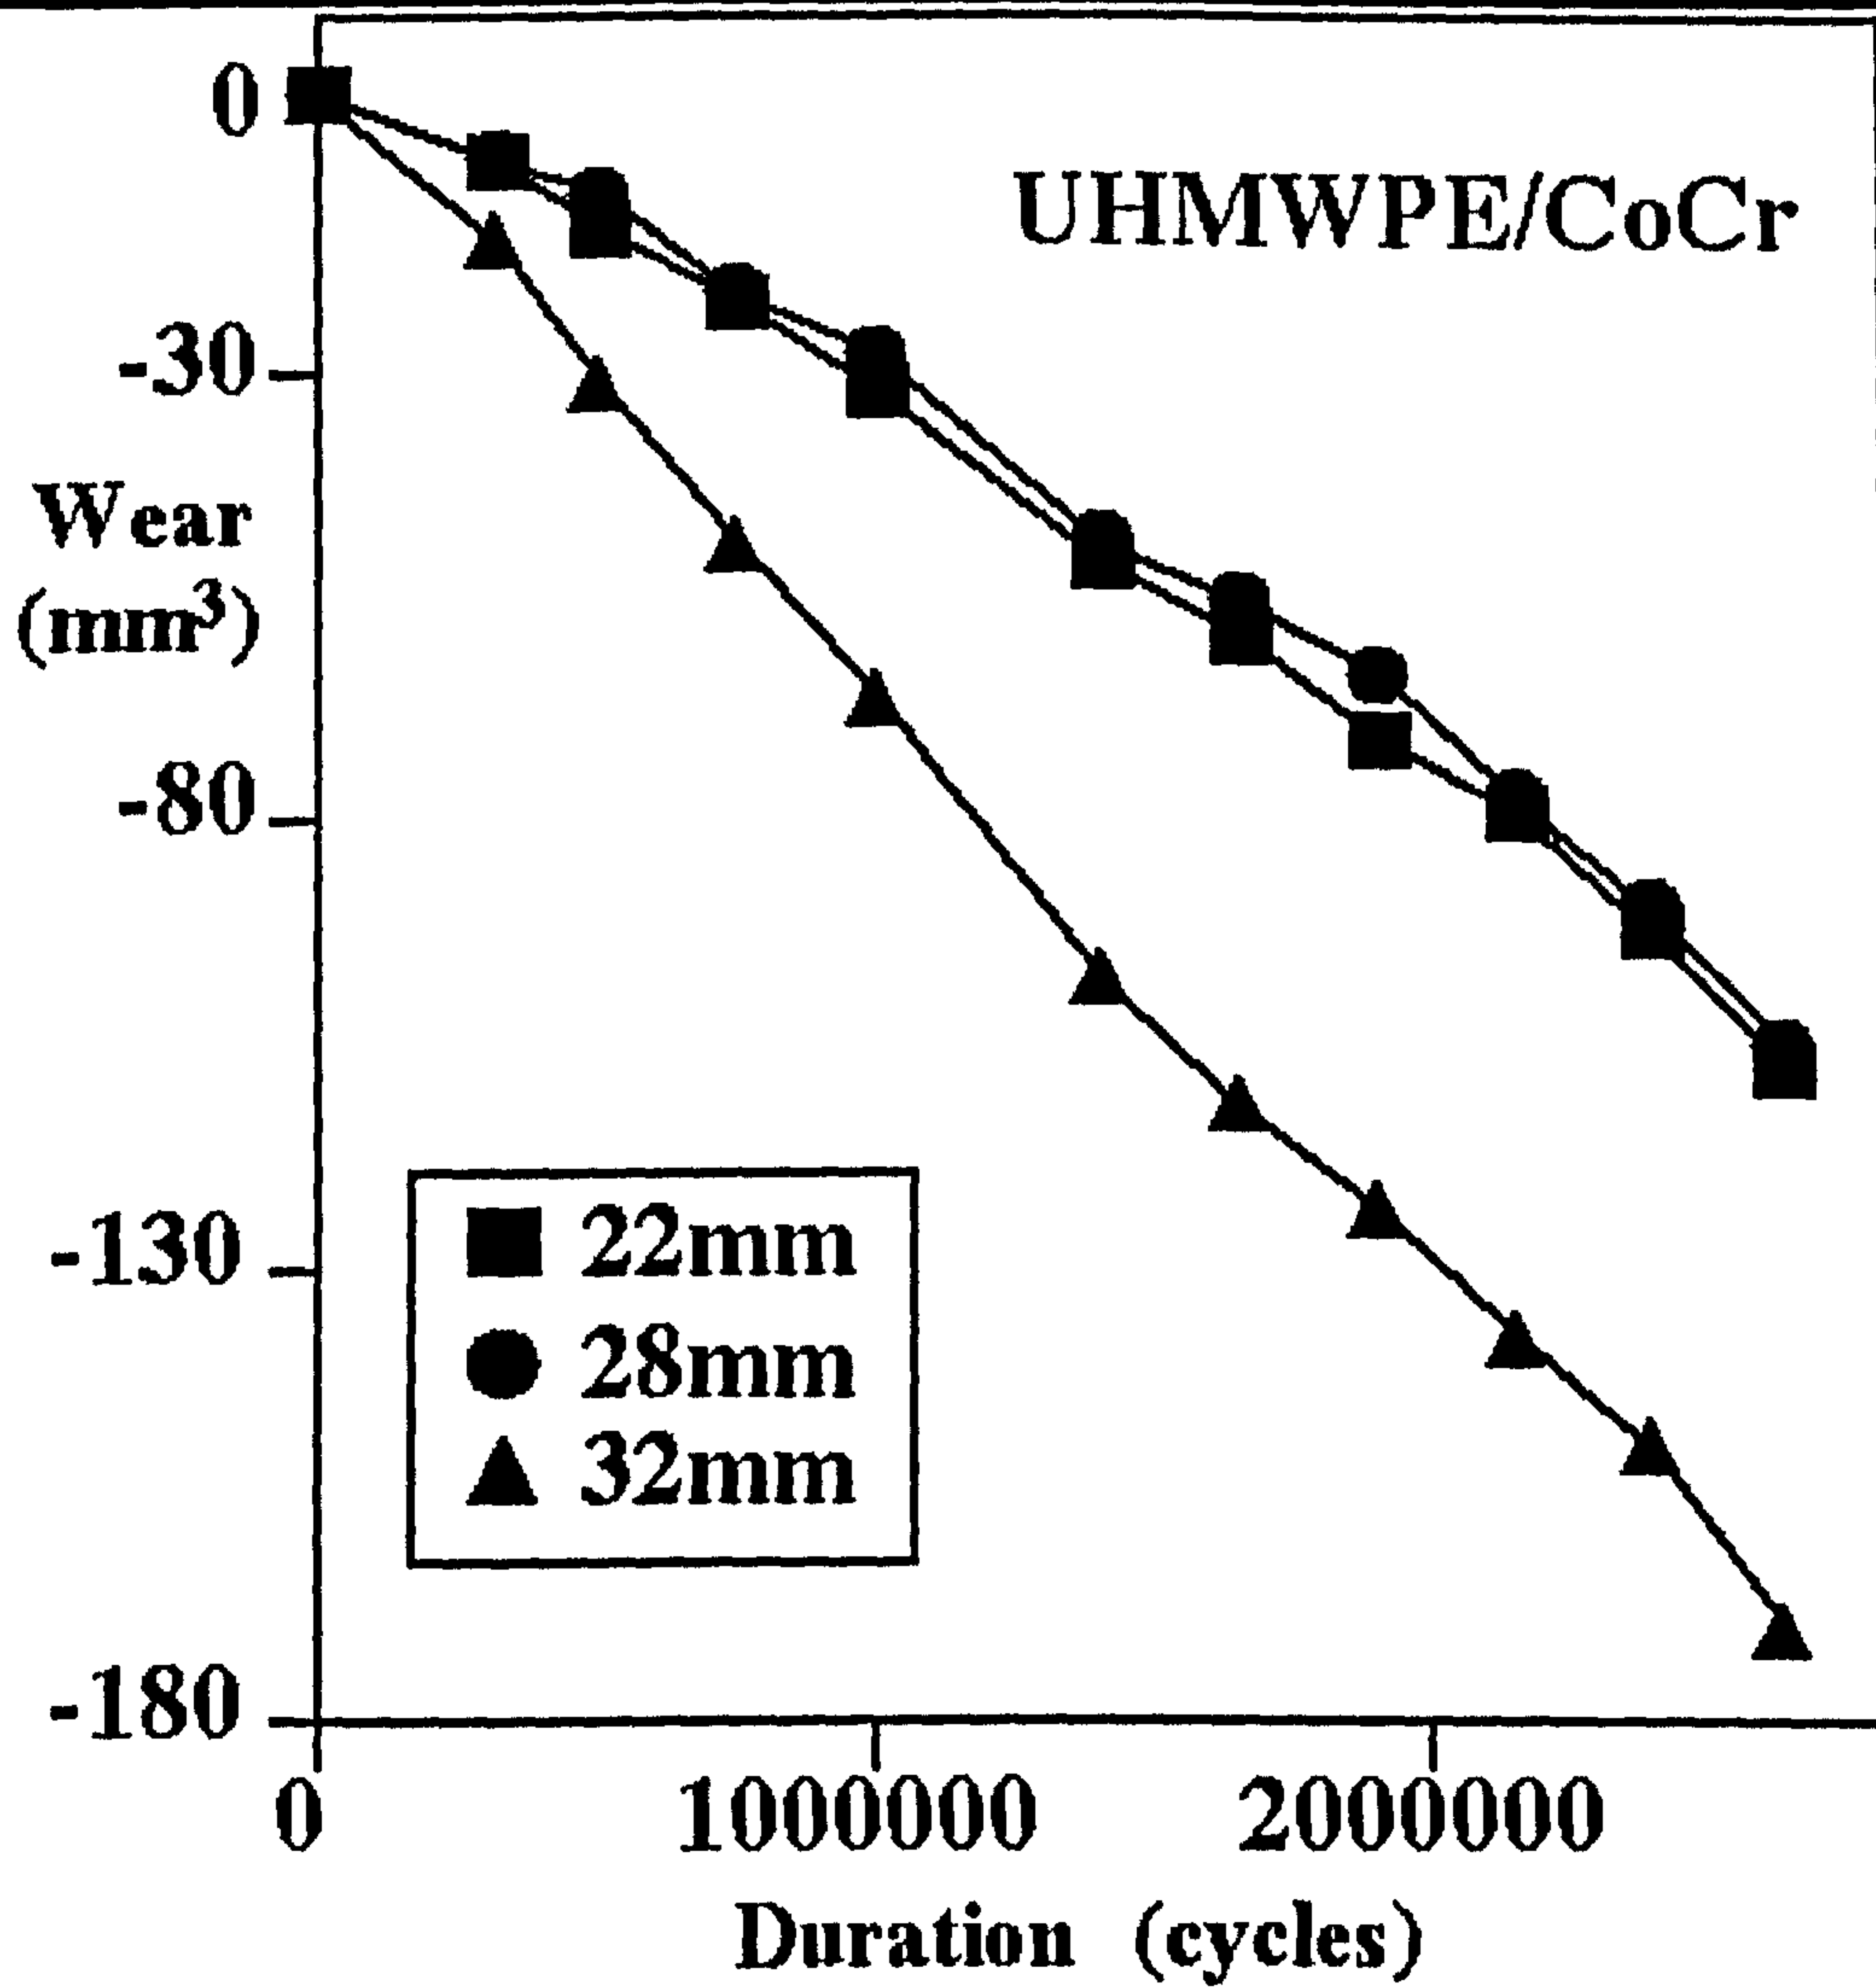 0
UHMWPE/CoCr
-30
Wear
(mm³)
-80
-130
22mm
28mm
32mm
-180
0 1000000 2000000
Duration (cycles)